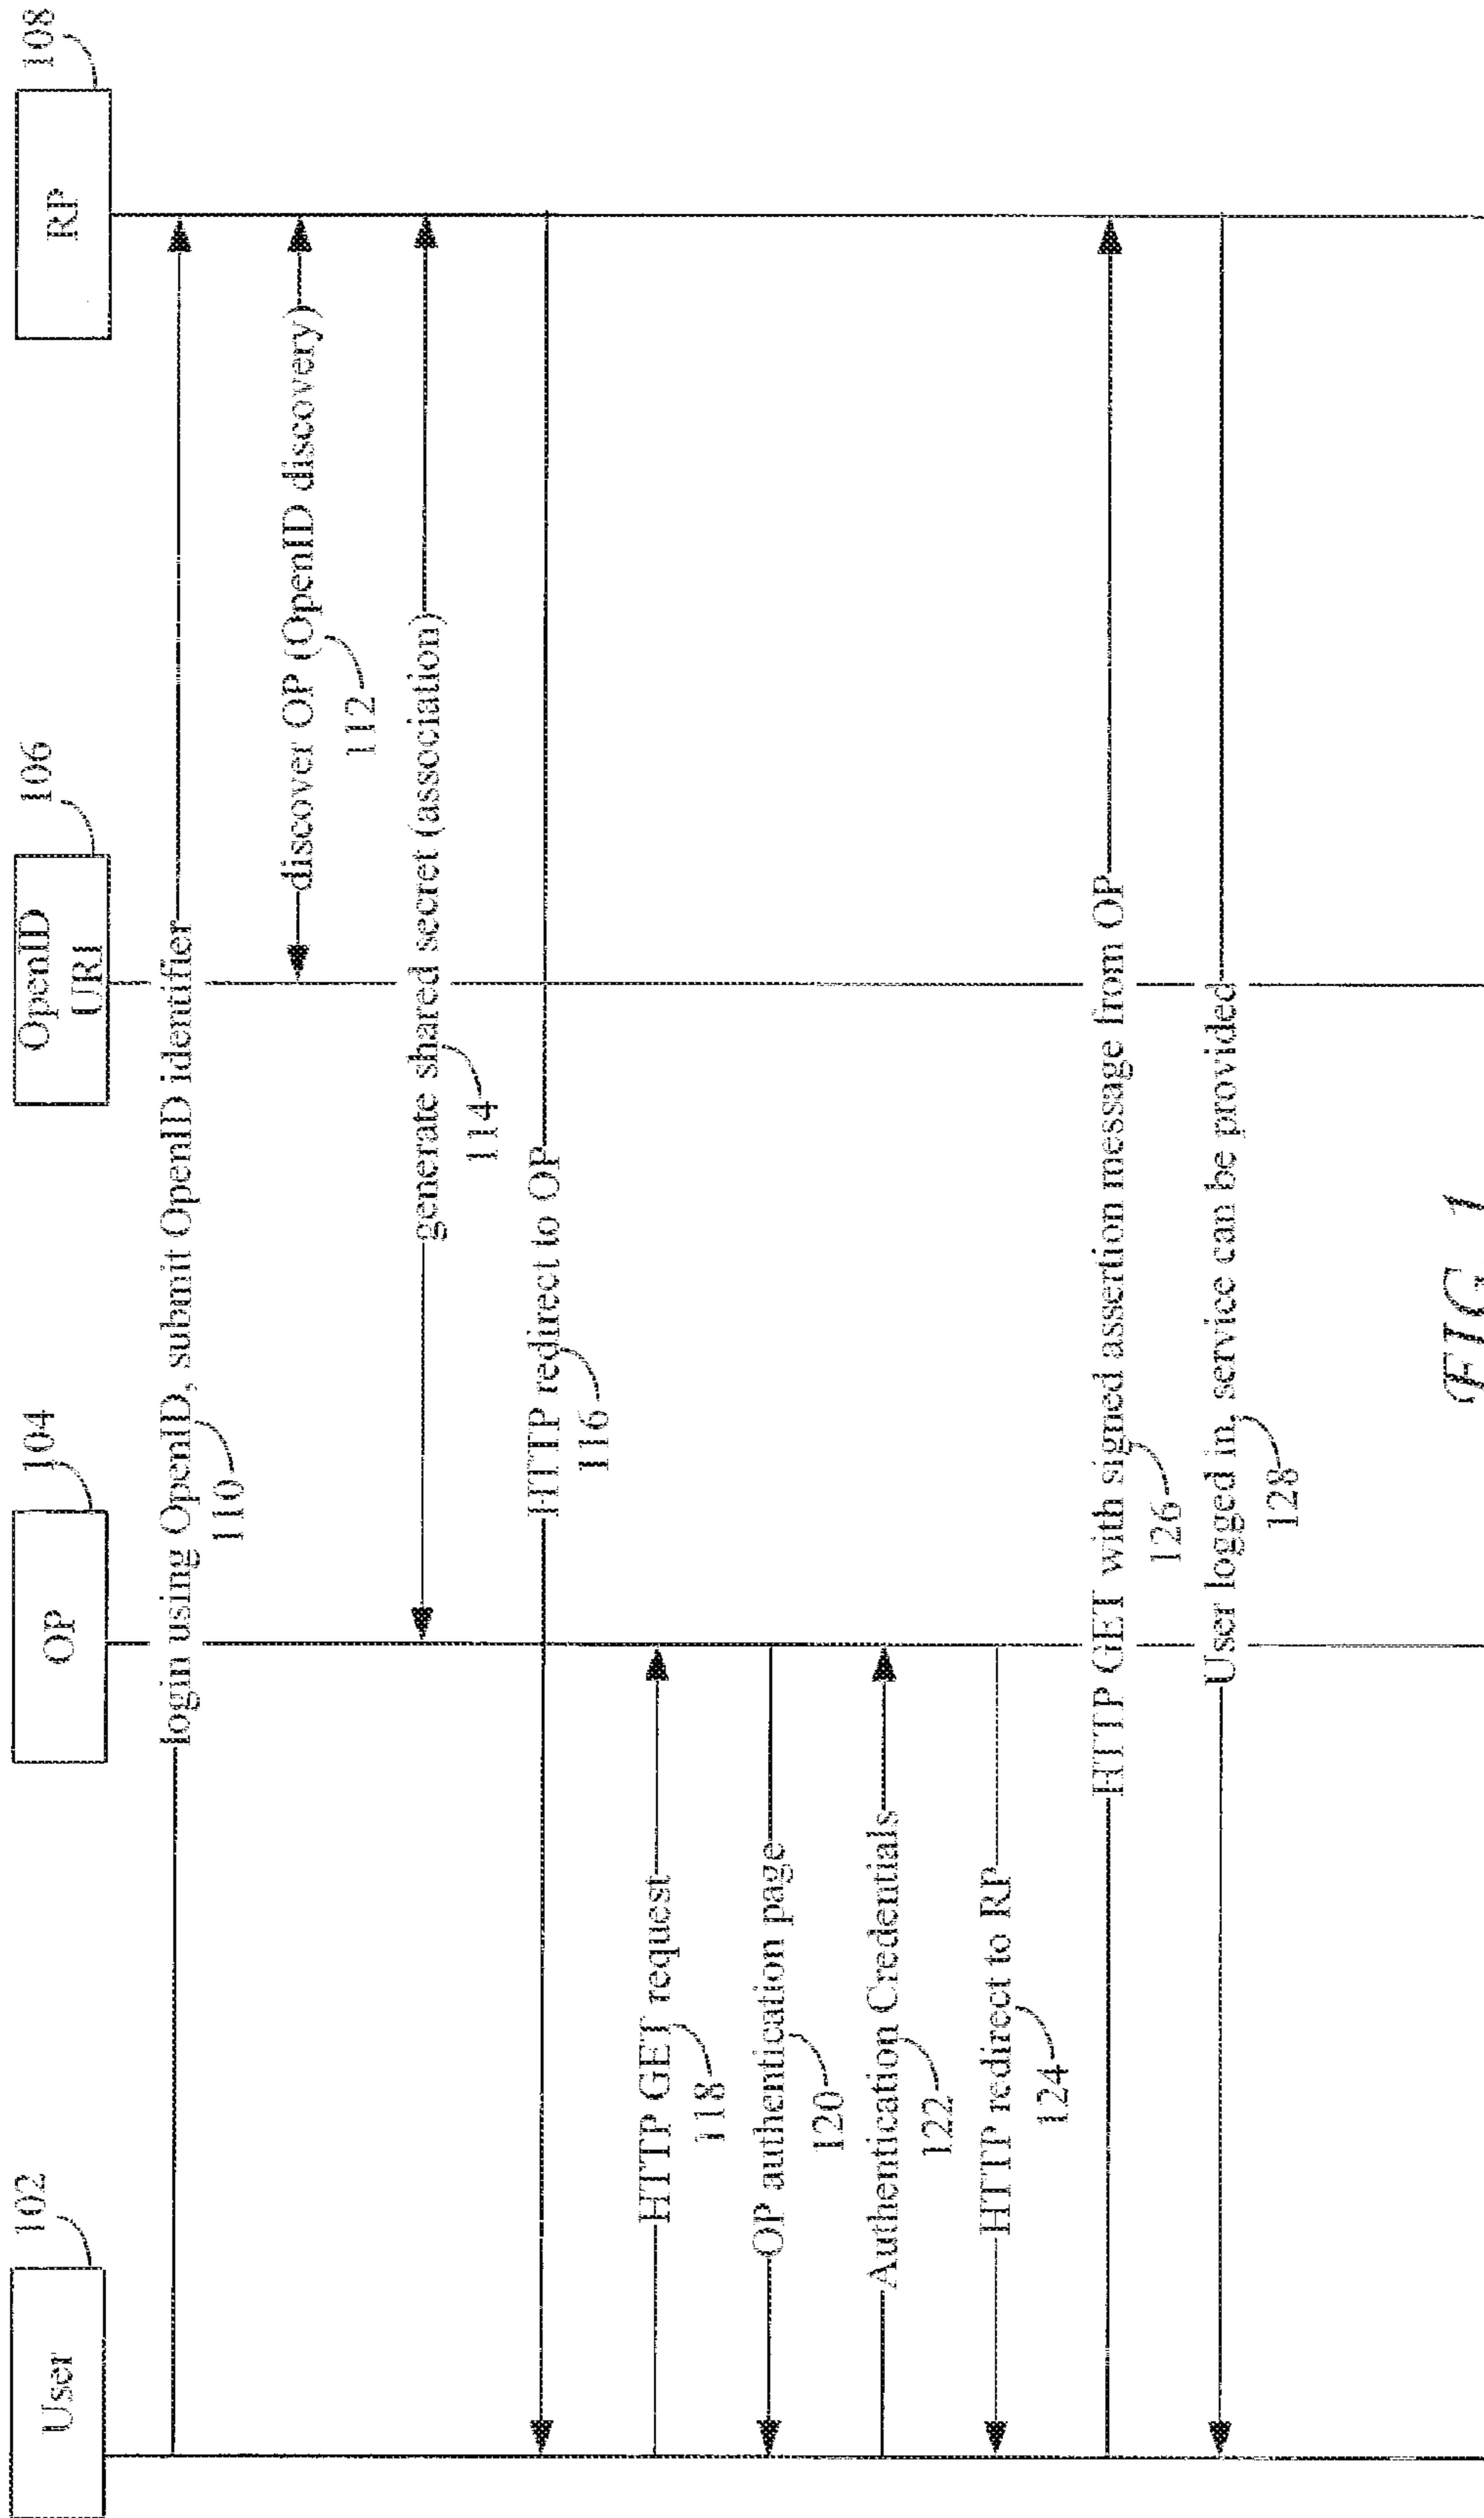 User
102
OP
104
OpenID
URI
106
RP
108
login using OpenID, submit OpenID identifier
110
discover OP (OpenID discovery)
112
generate shared secret (association)
114
HTTP redirect to OP
116
HTTP GET request
118
OP authentication page
120
Authentication Credentials
122
HTTP redirect to RP
124
HTTP GET with signed assertion message from OP
126
User logged in, service can be provided
128
FIG 1